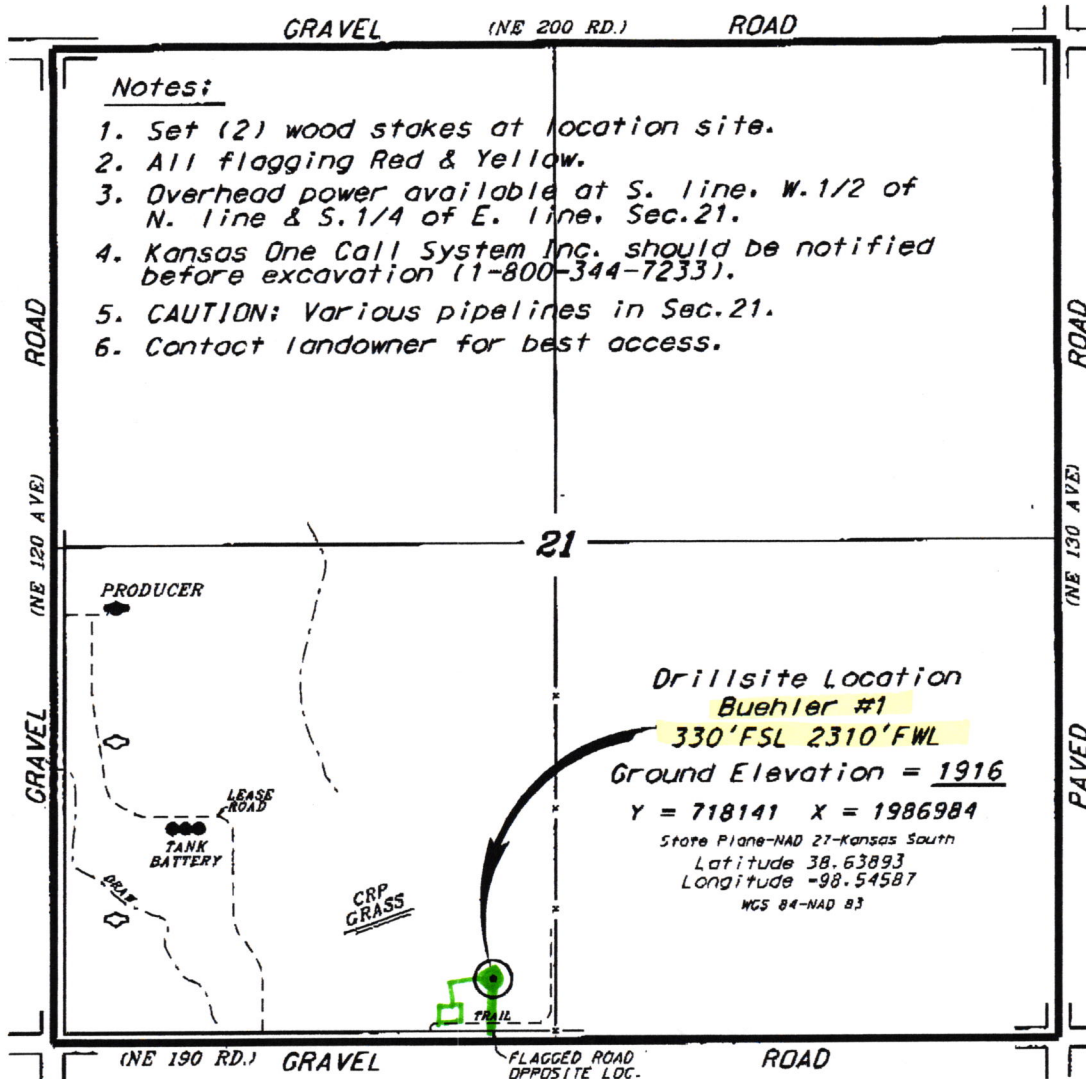 GRAVEL (NE 200 RD.) ROAD
Notes:
1. Set (2) wood stakes at location site.
2. All flagging Red & Yellow.
3. Overhead power available at S. line, W.1/2 of
N. line & S.1/4 of E. line, Sec.21.
4. Kansas One Call System Inc. should be notified
before excavation (1-800-344-7233).
5. CAUTION: Various pipelines in Sec.21.
6. Contact landowner for best access.
ROAD
(NE 120 AVE)
GRAVEL
ROAD
(NE 130 AVE)
PAVED
21
PRODUCER
LEASE
ROAD
TANK
BATTERY
DRAW
CRP
GRASS
Drillsite Location
Buehler #1
330'FSL 2310'FWL
Ground Elevation = 1916
Y = 718141 X = 1986984
State Plane-NAD 27-Kansas South
Latitude 38.63893
Longitude -98.54587
WGS 84-NAD 83
TRAIL
(NE 190 RD.) GRAVEL
FLAGGED ROAD
OPPOSITE LOC.
ROAD